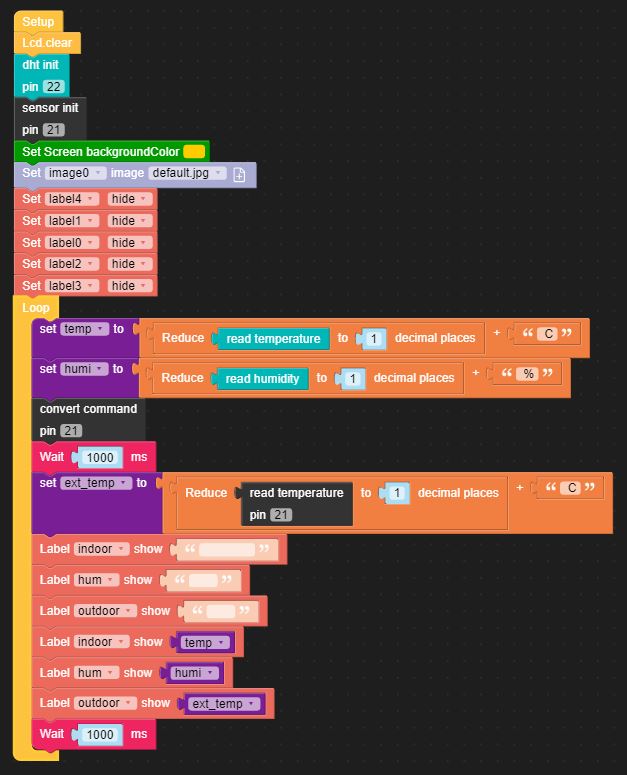 Setup
Lcd.clear
dht init
pin 22
sensor init
pin 21
Set Screen backgroundColor
Set image0 image default.jpg
Set label4 hide
Set label1 hide
Set label0 hide
Set label2 hide
Set label3 hide
Loop
set temp to Reduce read temperature to 1 decimal places + “ C ”
set humi to Reduce read humidity to 1 decimal places + “ % ”
convert command
pin 21
Wait 1000 ms
set ext_temp to Reduce read temperature pin 21 to 1 decimal places + “ C ”
Label indoor show “ ”
Label hum show “ ”
Label outdoor show “ ”
Label indoor show temp
Label hum show humi
Label outdoor show ext_temp
Wait 1000 ms